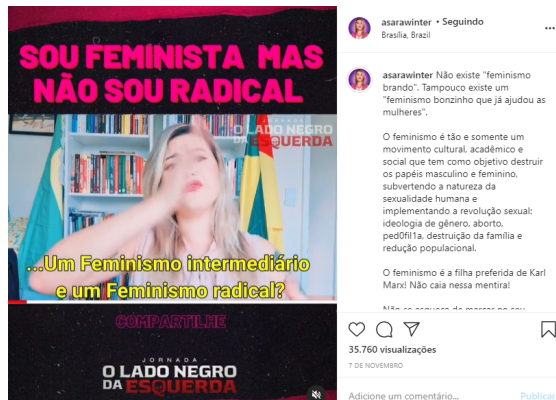 SOU FEMINISTA MAS
NÃO SOU RADICAL
JORNADA
O LADO NEGRO
DA ESQUERDA
...Um Feminismo intermediário
e um Feminismo radical?
COMPARTILHE
JORNADA
O LADO NEGRO
DA ESQUERDA
asarawinter • Seguindo
Brasília, Brazil
asarawinter Não existe "feminismo
brando". Tampouco existe um
"feminismo bonzinho que já ajudou as
mulheres".
O feminismo é tão e somente um
movimento cultural, acadêmico e
social que tem como objetivo destruir
os papéis masculino e feminino,
subvertendo a natureza da
sexualidade humana e
implementando a revolução sexual:
ideologia de gênero, aborto,
ped0fil1a, destruição da família e
redução populacional.
O feminismo é a filha preferida de Karl
Marx! Não caia nessa mentira!
35.760 visualizações
7 DE NOVEMBRO
Adicione um comentário...
Publicar